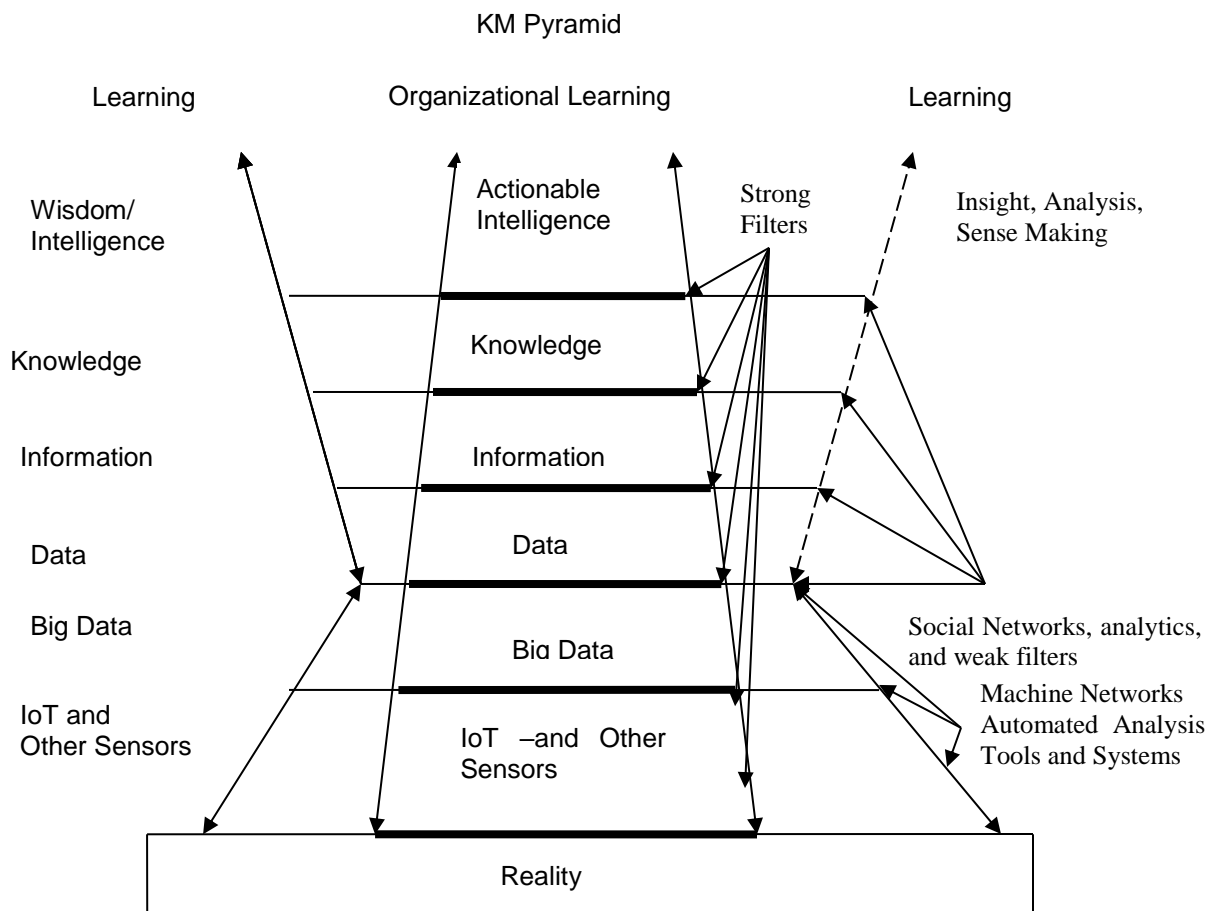 KM Pyramid
Learning
Organizational Learning
Learning
Wisdom/
Intelligence
Actionable
Intelligence
Strong
Filters
Insight, Analysis,
Sense Making
Knowledge
Knowledge
Information
Information
Data
Data
Big Data
Big Data
Social Networks, analytics,
and weak filters
IoT and
Other Sensors
IoT –and Other
Sensors
Machine Networks
Automated Analysis
Tools and Systems
Reality